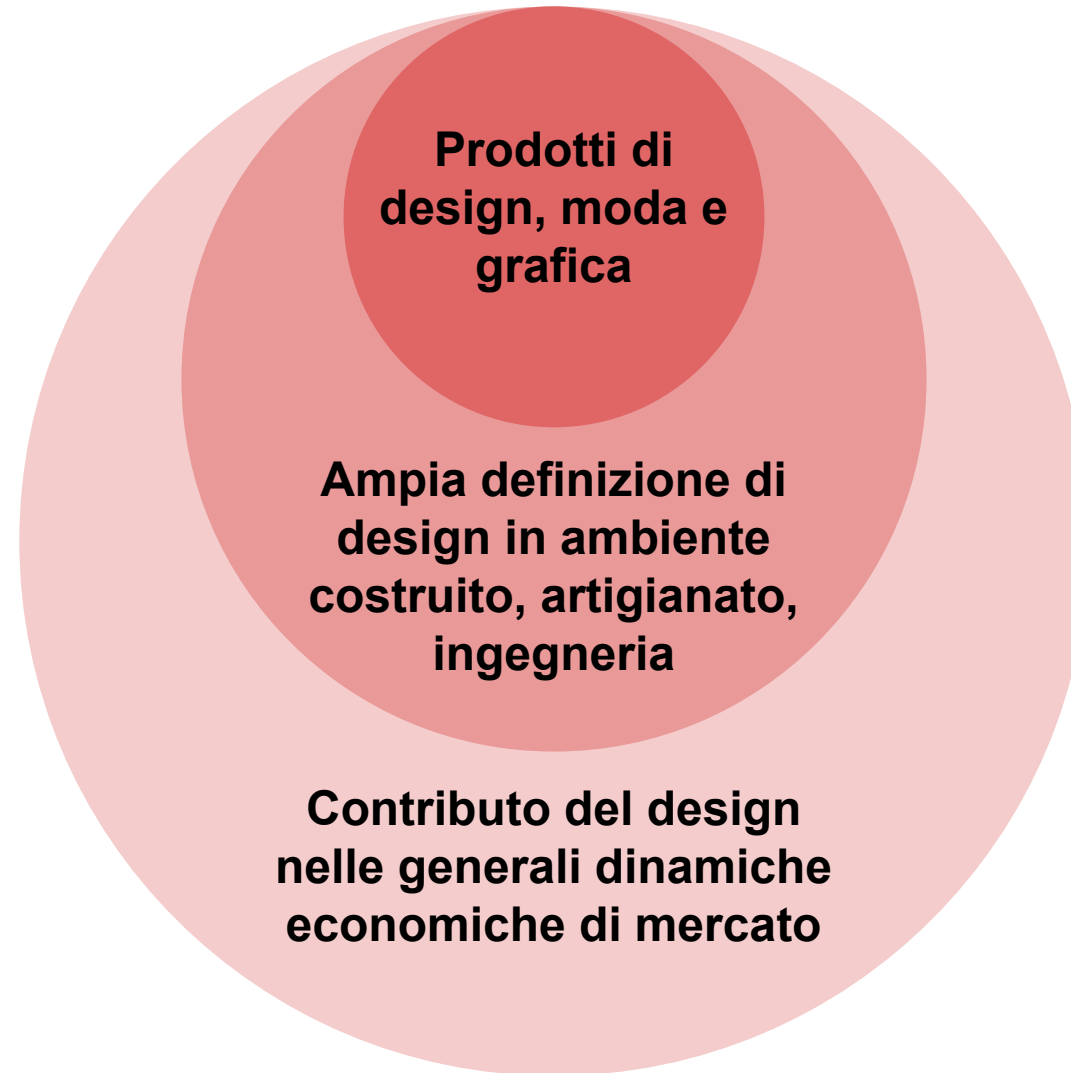 Prodotti di
design, moda e
grafica
Ampia definizione di
design in ambiente
costruito, artigianato,
ingegneria
Contributo del design
nelle generali dinamiche
economiche di mercato